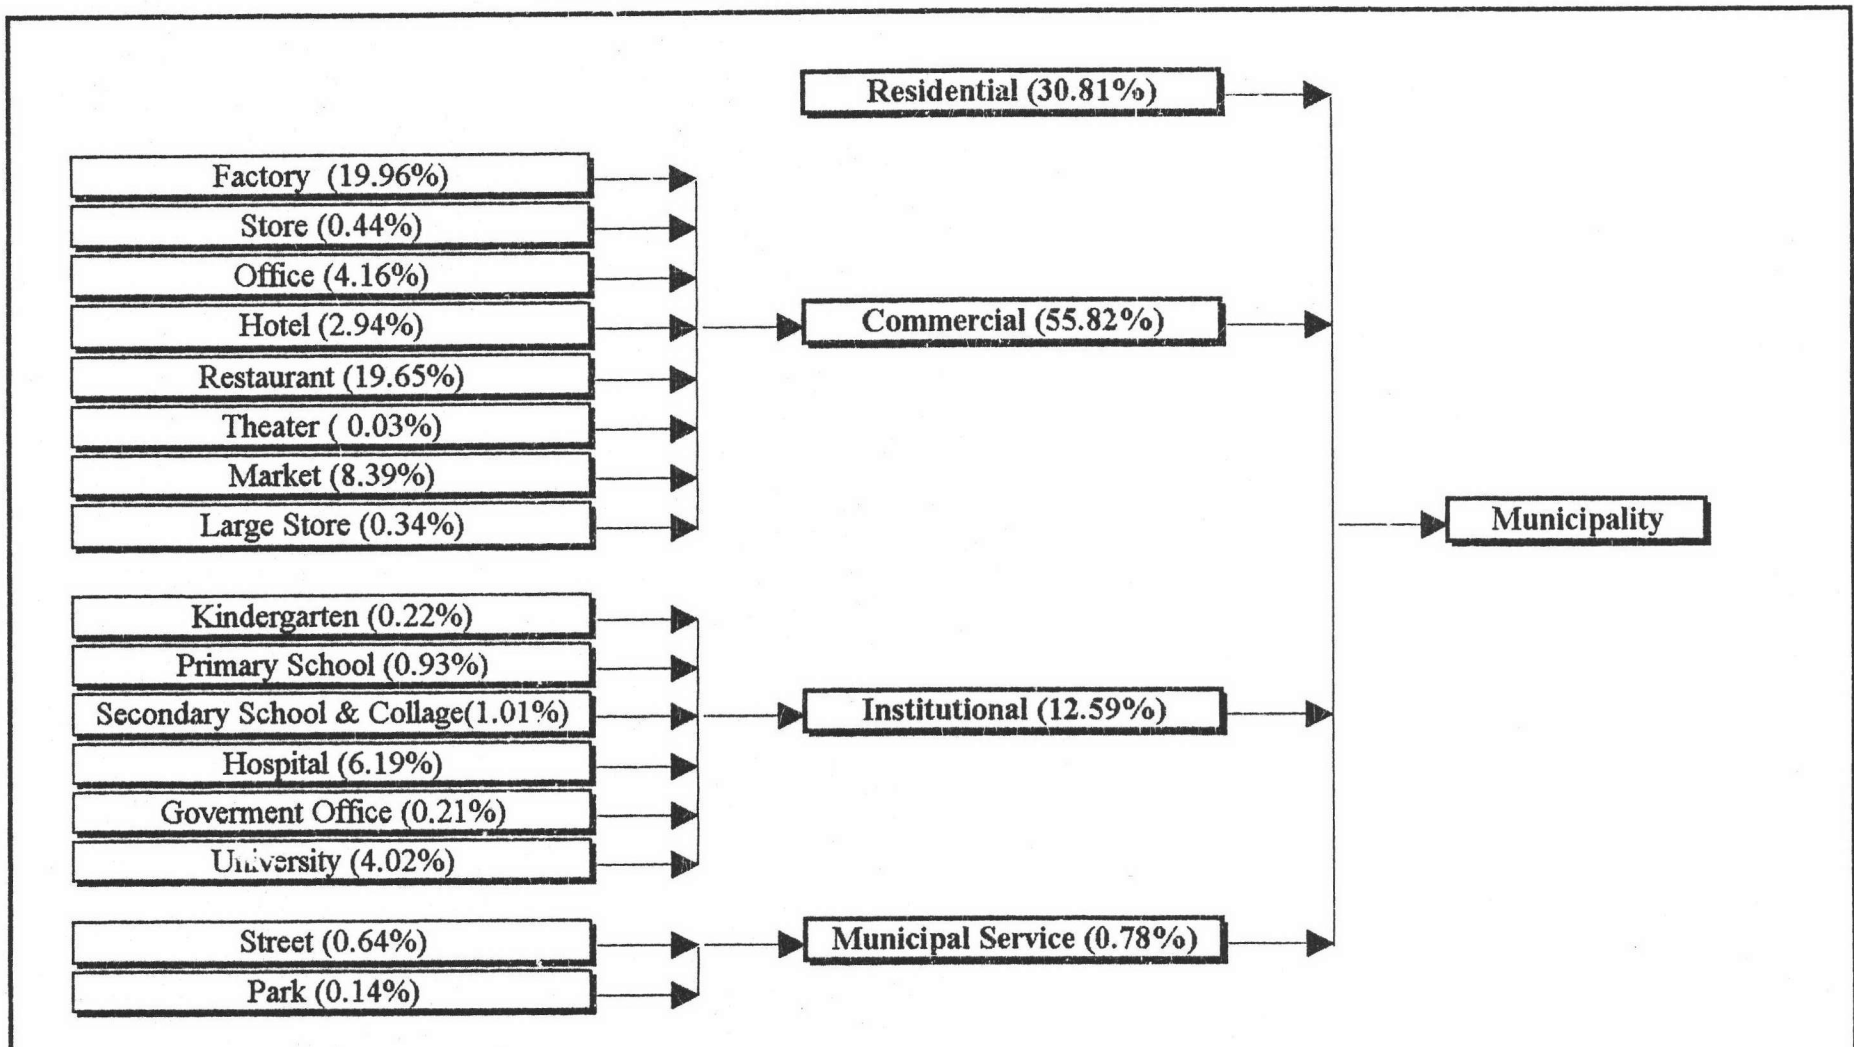 Residential (30.81%)
Factory (19.96%)
Store (0.44%)
Office (4.16%)
Hotel (2.94%)
Commercial (55.82%)
Restaurant (19.65%)
Theater ( 0.03%)
Market (8.39%)
Large Store (0.34%)
Municipality
Kindergarten (0.22%)
Primary School (0.93%)
Secondary School & Collage(1.01%)
Institutional (12.59%)
Hospital (6.19%)
Goverment Office (0.21%)
University (4.02%)
Street (0.64%)
Municipal Service (0.78%)
Park (0.14%)